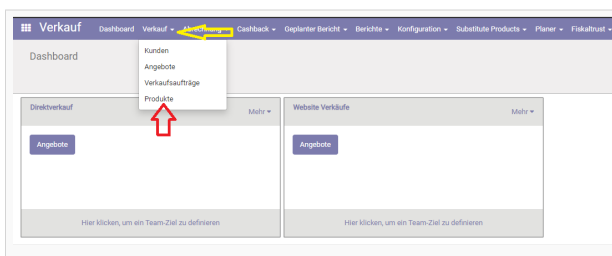 Verkauf Dashboard Verkauf Abrechnung Cashback Geplanter Bericht Berichte Konfiguration Substitute Products Planer Fiskaltrust
Dashboard
Kunden
Angebote
Verkaufsaufträge
Produkte
Direktverkauf Mehr
Website Verkäufe Mehr
Angebote
Angebote
Hier klicken, um ein Team-Ziel zu definieren
Hier klicken, um ein Team-Ziel zu definieren